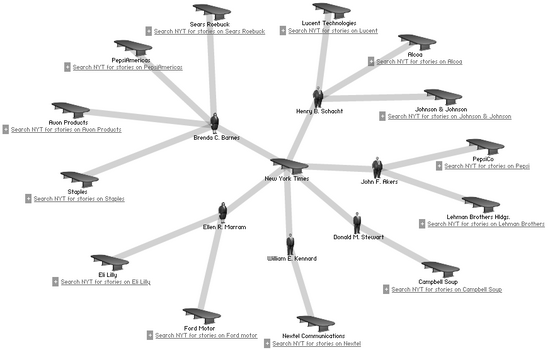 Sears Roebuck
Search NYT for stories on Sears Roebuck
Lucent Technologies
Search NYT for stories on Lucent
PepsiAmericas
Search NYT for stories on PepsiAmericas
Alcoa
Search NYT for stories on Alcoa
Henry B. Schacht
Johnson & Johnson
Search NYT for stories on Johnson & Johnson
Avon Products
Search NYT for stories on Avon Products
Brenda C. Barnes
PepsiCo
Search NYT for stories on Pepsi
New York Times
John F. Akers
Staples
Search NYT for stories on Staples
Lehman Brothers Hldgs.
Search NYT for stories on Lehman Brothers
Ellen R. Marram
Donald M. Stewart
William E. Kennard
Eli Lilly
Search NYT for stories on Eli Lilly
Campbell Soup
Search NYT for stories on Campbell Soup
Ford Motor
Search NYT for stories on Ford motor
Nextel Communications
Search NYT for stories on Nextel